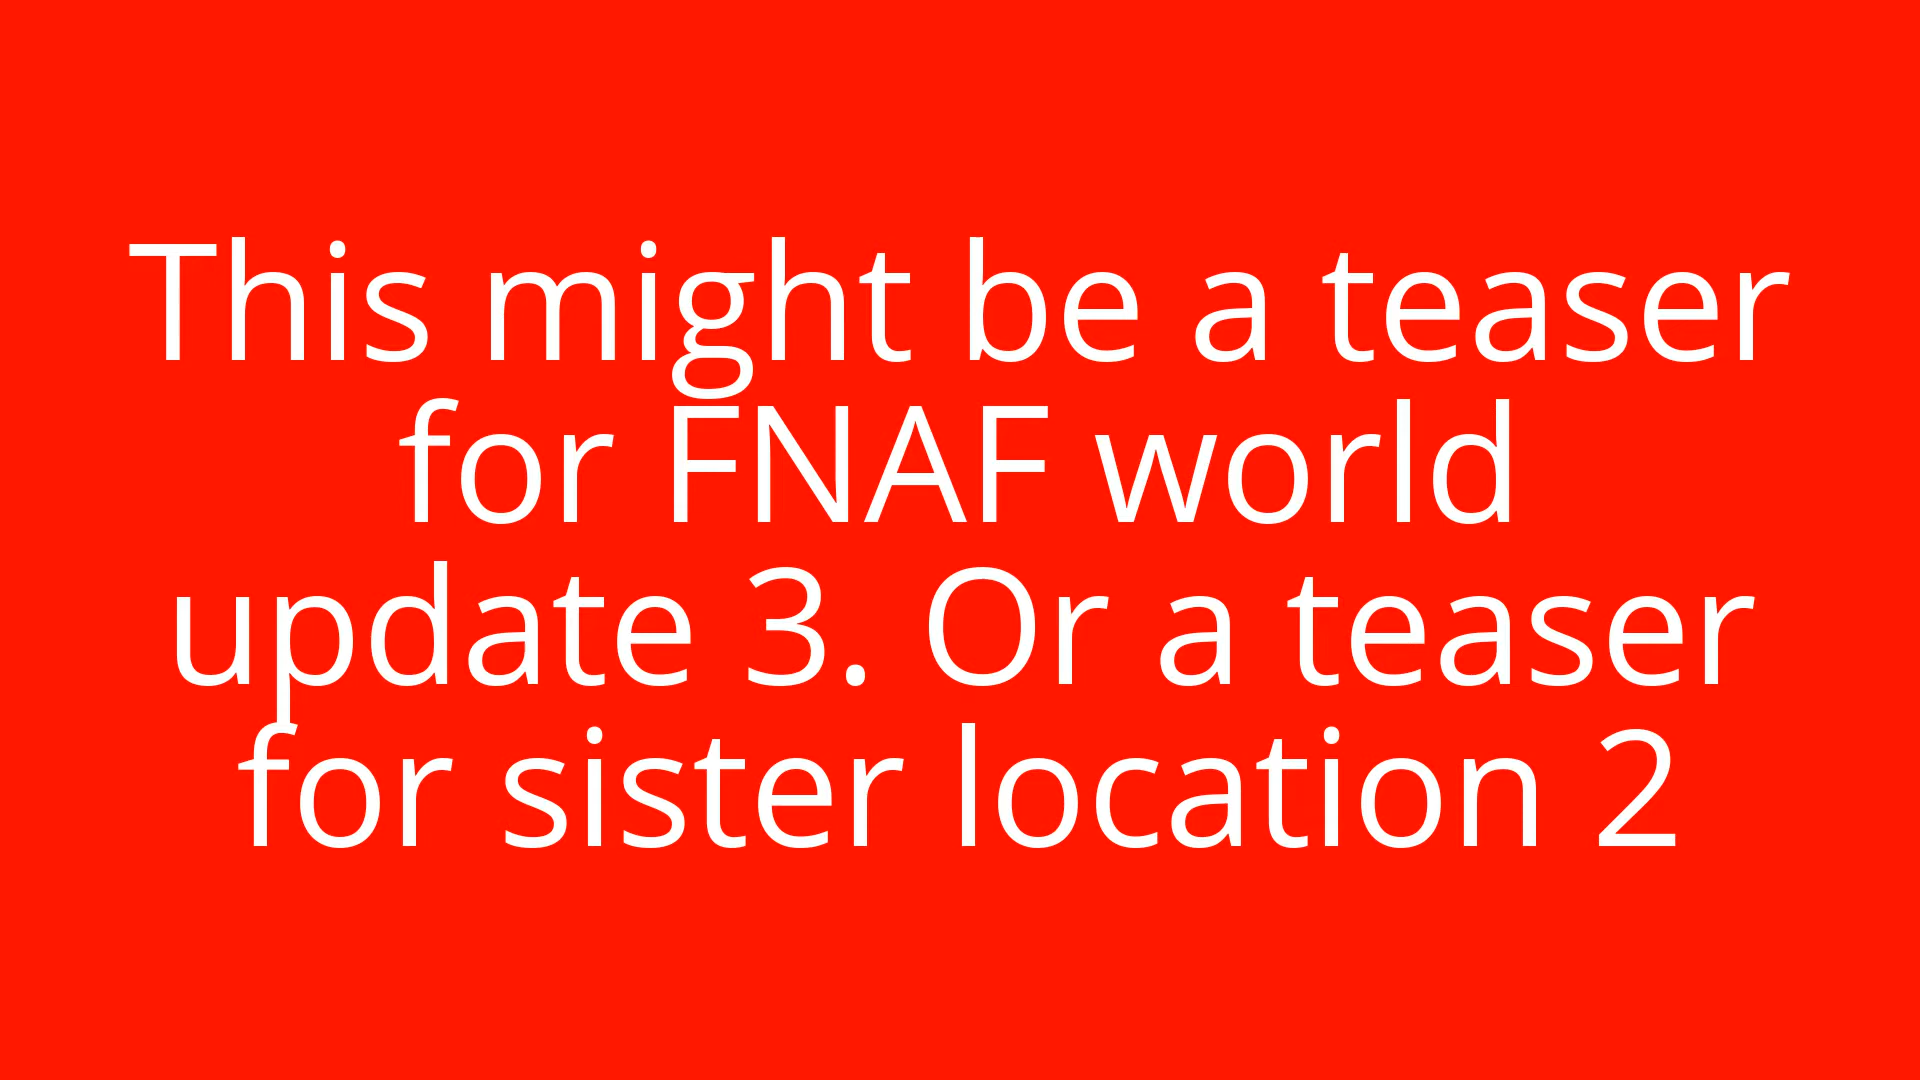 This might be a teaser
for FNAF world
update 3. Or a teaser
for sister location 2